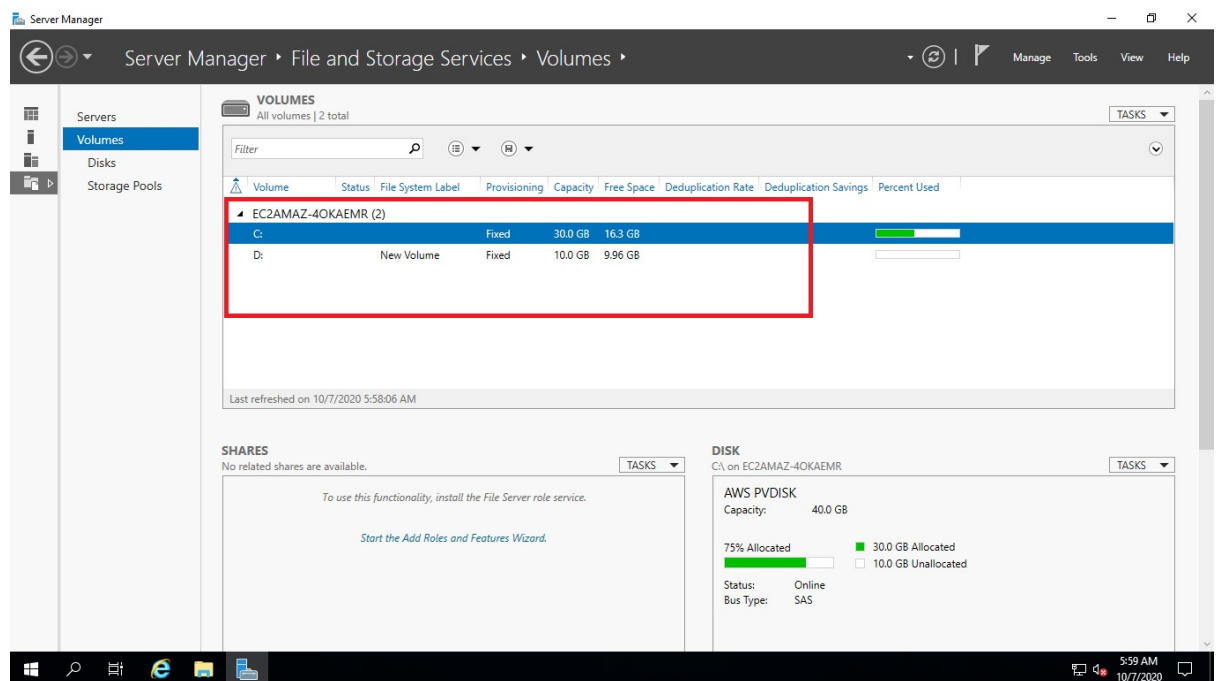 Server Manager
Server Manager ‣ File and Storage Services ‣ Volumes ‣
Manage Tools View Help
Servers
Volumes
Disks
Storage Pools
VOLUMES
All volumes | 2 total
TASKS
Filter
Volume Status File System Label Provisioning Capacity Free Space Deduplication Rate Deduplication Savings Percent Used
EC2AMAZ-4OKAEMR (2)
C: Fixed 30.0 GB 16.3 GB
D: New Volume Fixed 10.0 GB 9.96 GB
Last refreshed on 10/7/2020 5:58:06 AM
SHARES
No related shares are available.
TASKS
To use this functionality, install the File Server role service.
Start the Add Roles and Features Wizard.
DISK
C:\ on EC2AMAZ-4OKAEMR
TASKS
AWS PVDISK
Capacity: 40.0 GB
75% Allocated
30.0 GB Allocated
10.0 GB Unallocated
Status: Online
Bus Type: SAS
5:59 AM
10/7/2020